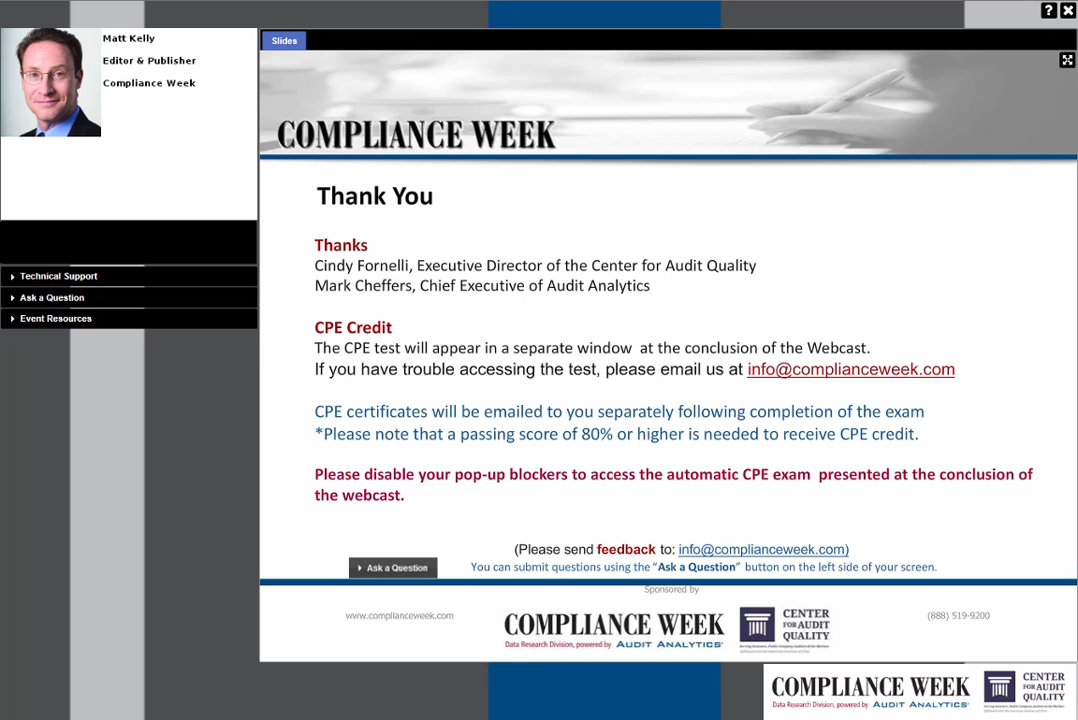 ?
Matt Kelly
Editor & Publisher
Compliance Week
Slides
COMPLIANCE WEEK
Technical Support
Ask a Question
Event Resources
Thank You
Thanks
Cindy Fornelli, Executive Director of the Center for Audit Quality
Mark Cheffers, Chief Executive of Audit Analytics
CPE Credit
The CPE test will appear in a separate window at the conclusion of the Webcast.
If you have trouble accessing the test, please email us at info@complianceweek.com
CPE certificates will be emailed to you separately following completion of the exam
*Please note that a passing score of 80% or higher is needed to receive CPE credit.
Please disable your pop-up blockers to access the automatic CPE exam presented at the conclusion of
the webcast.
(Please send feedback to: info@complianceweek.com)
Ask a Question
You can submit questions using the "Ask a Question" button on the left side of your screen.
Sponsored by
www.complianceweek.com
COMPLIANCE WEEK
Data Research Division, powered by AUDIT ANALYTICS
CENTER
FOR AUDIT
QUALITY
(888) 519-9200
COMPLIANCE WEEK
Data Research Division, powered by AUDIT ANALYTICS
CENTER
FOR AUDIT
QUALITY